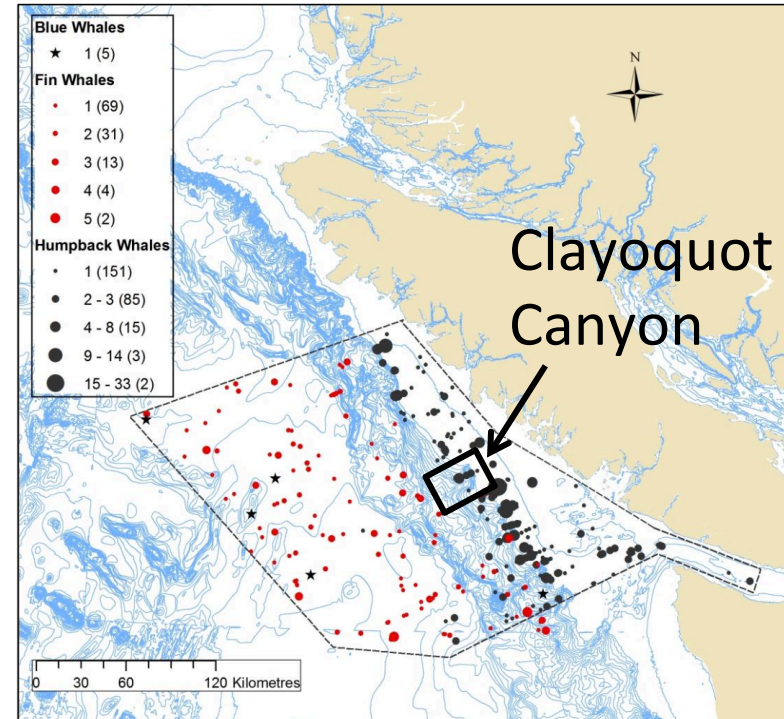 Blue Whales
1 (5)
Fin Whales
1 (69)
2 (31)
3 (13)
4 (4)
5 (2)
Humpback Whales
1 (151)
2 - 3 (85)
4 - 8 (15)
9 - 14 (3)
15 - 33 (2)
N
Clayoquot
Canyon
0 30 60 120 Kilometres